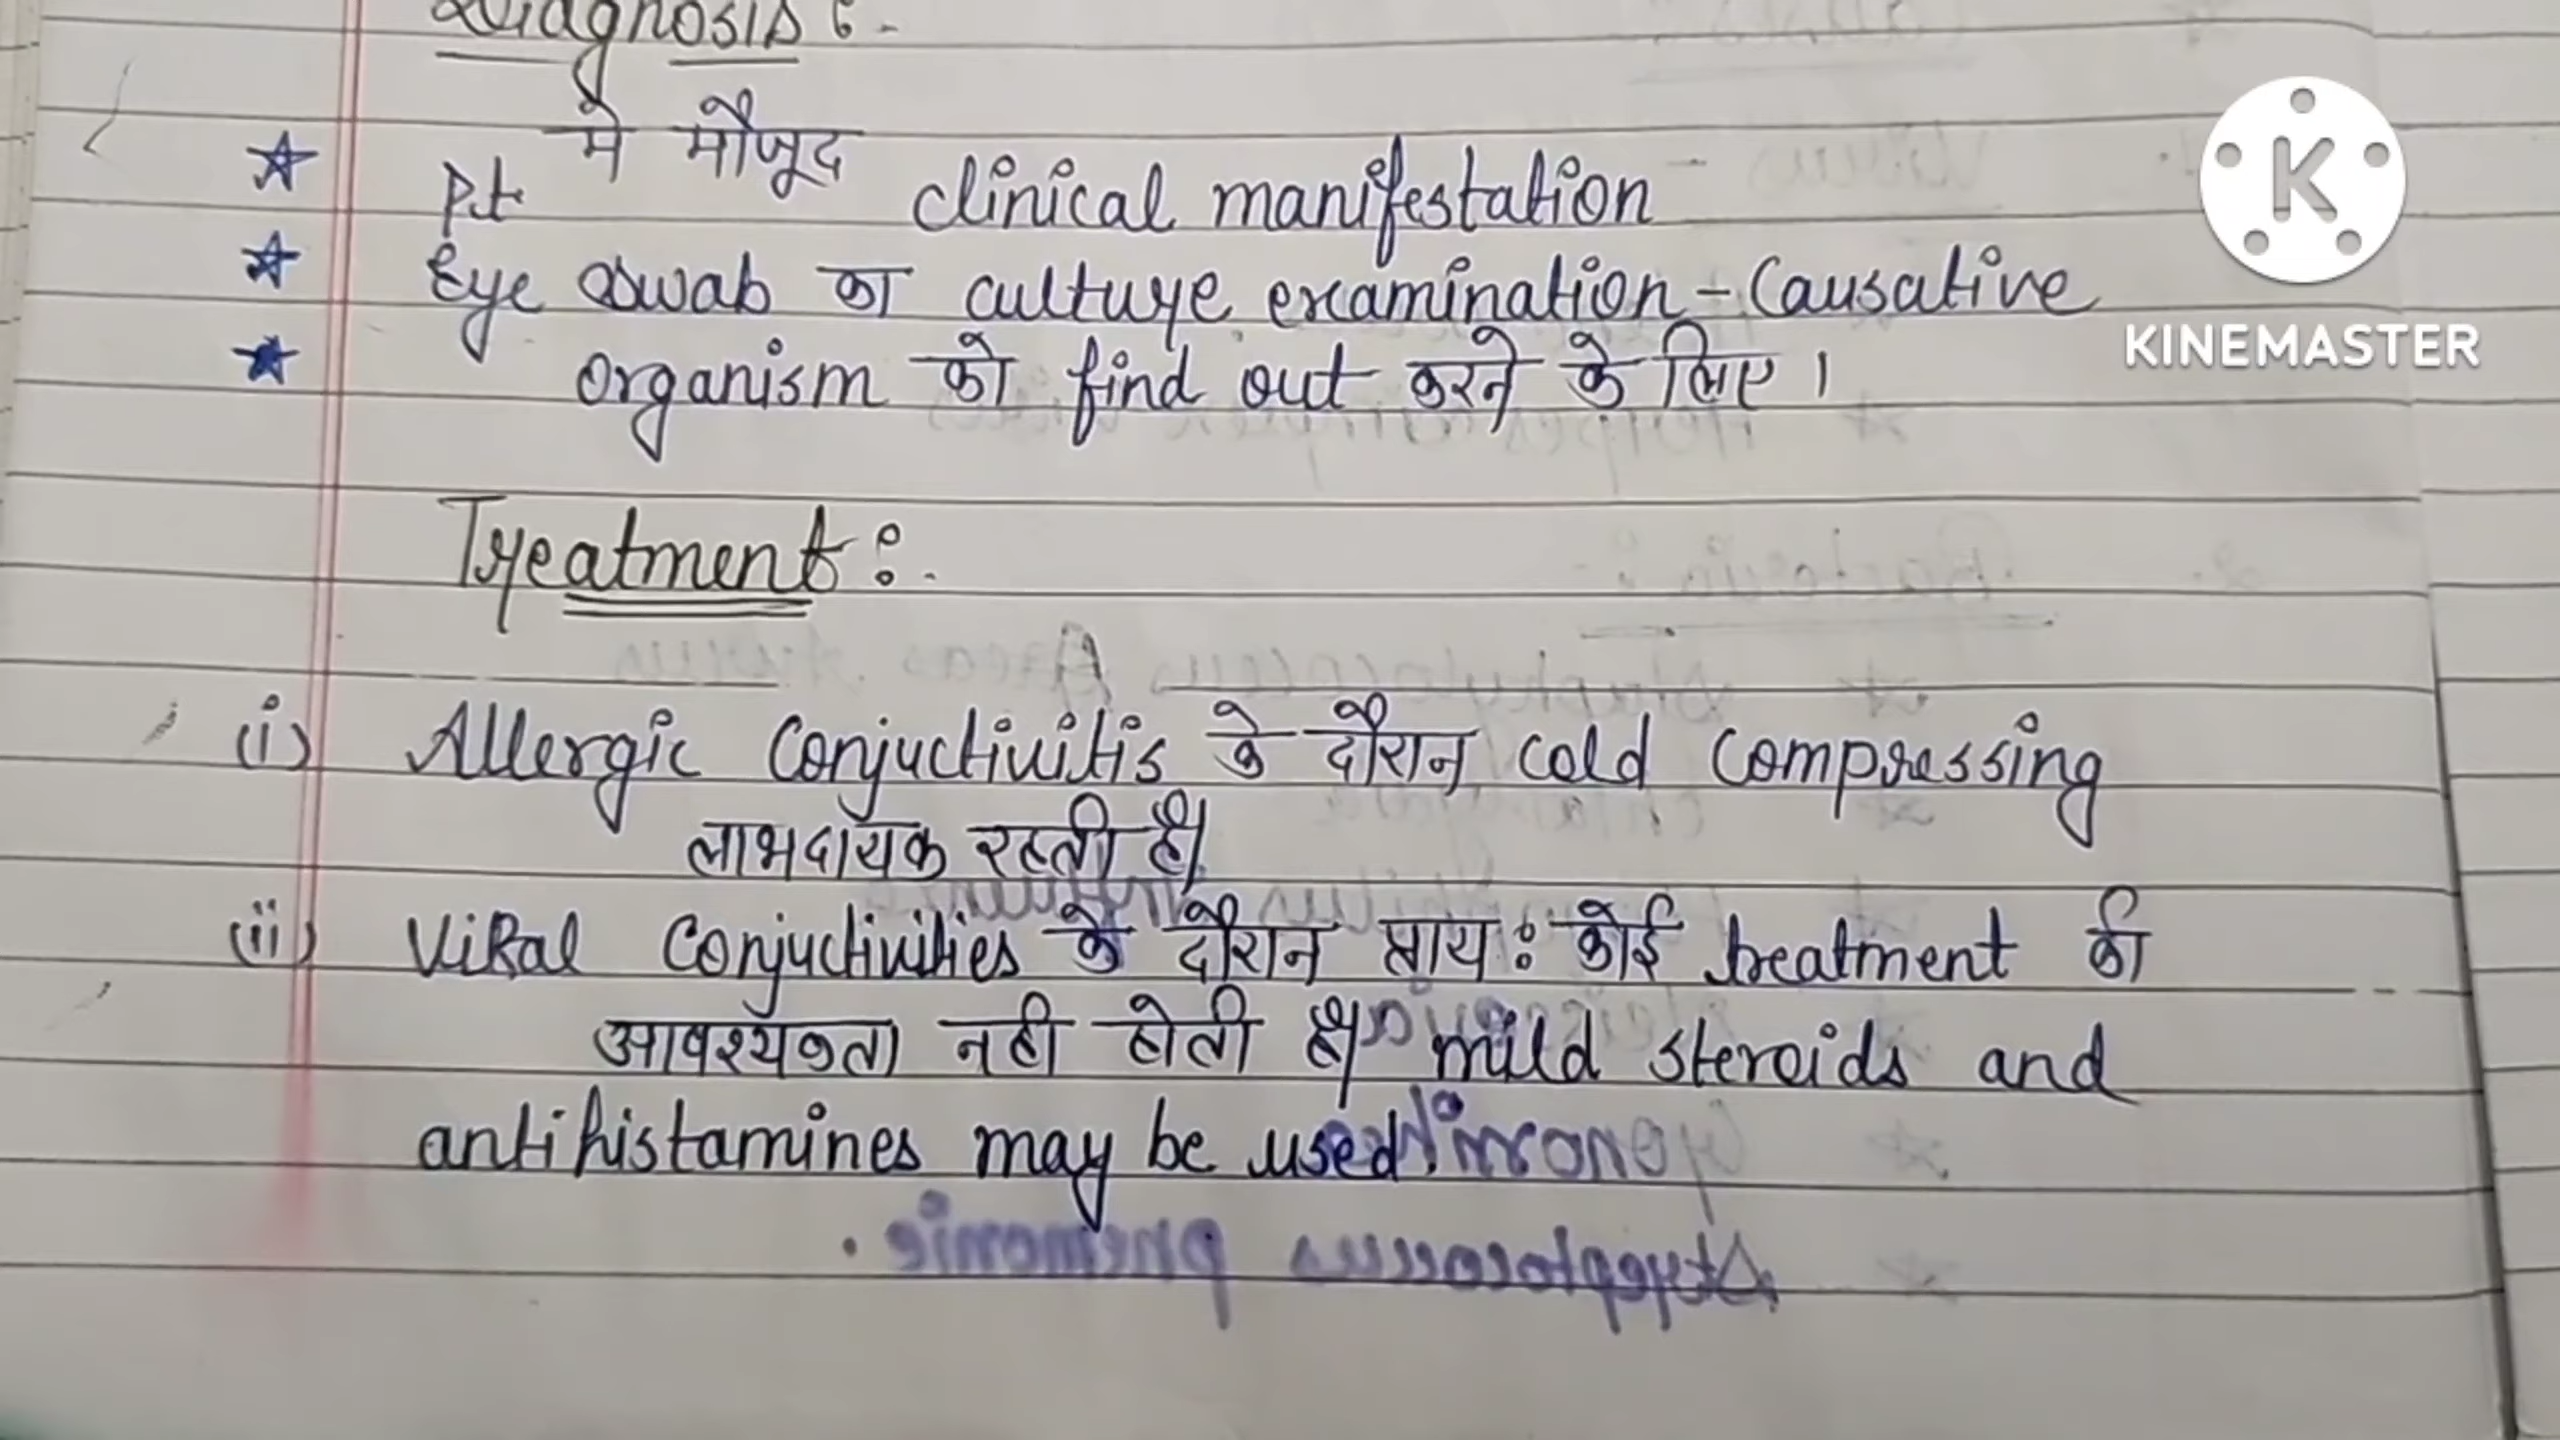 Diagnosis :-
Pt मे मौजूद clinical manifestation
Eye swab का culture examination - Causative
organism को find out करने के लिए ।
Treatment :-
(i) Allergic Conjuctivitis के दौरान cold compressing
लाभदायक रहती है।
(ii) Viral Conjuctivities के दौरान प्राय: कोई treatment की
आवश्यकता नही होती है। mild steroids and
antihistamines may be used.
KINEMASTER